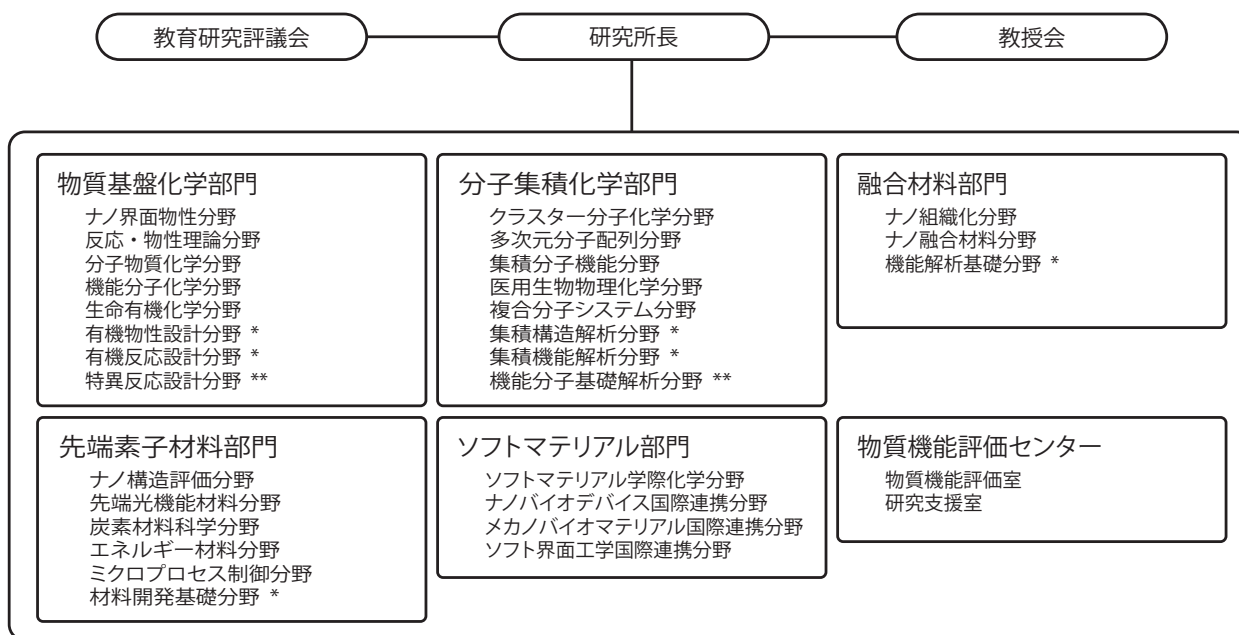 教育研究評議会
研究所長
教授会
物質基盤化学部門
ナノ界面物性分野
反応・物性理論分野
分子物質化学分野
機能分子化学分野
生命有機化学分野
有機物性設計分野 *
有機反応設計分野 *
特異反応設計分野 **
分子集積化学部門
クラスター分子化学分野
多次元分子配列分野
集積分子機能分野
医用生物物理化学分野
複合分子システム分野
集積構造解析分野 *
集積機能解析分野 *
機能分子基礎解析分野 **
融合材料部門
ナノ組織化分野
ナノ融合材料分野
機能解析基礎分野 *
先端素子材料部門
ナノ構造評価分野
先端光機能材料分野
炭素材料科学分野
エネルギー材料分野
ミクロプロセス制御分野
材料開発基礎分野 *
ソフトマテリアル部門
ソフトマテリアル学際化学分野
ナノバイオデバイス国際連携分野
メカノバイオマテリアル国際連携分野
ソフト界面工学国際連携分野
物質機能評価センター
物質機能評価室
研究支援室